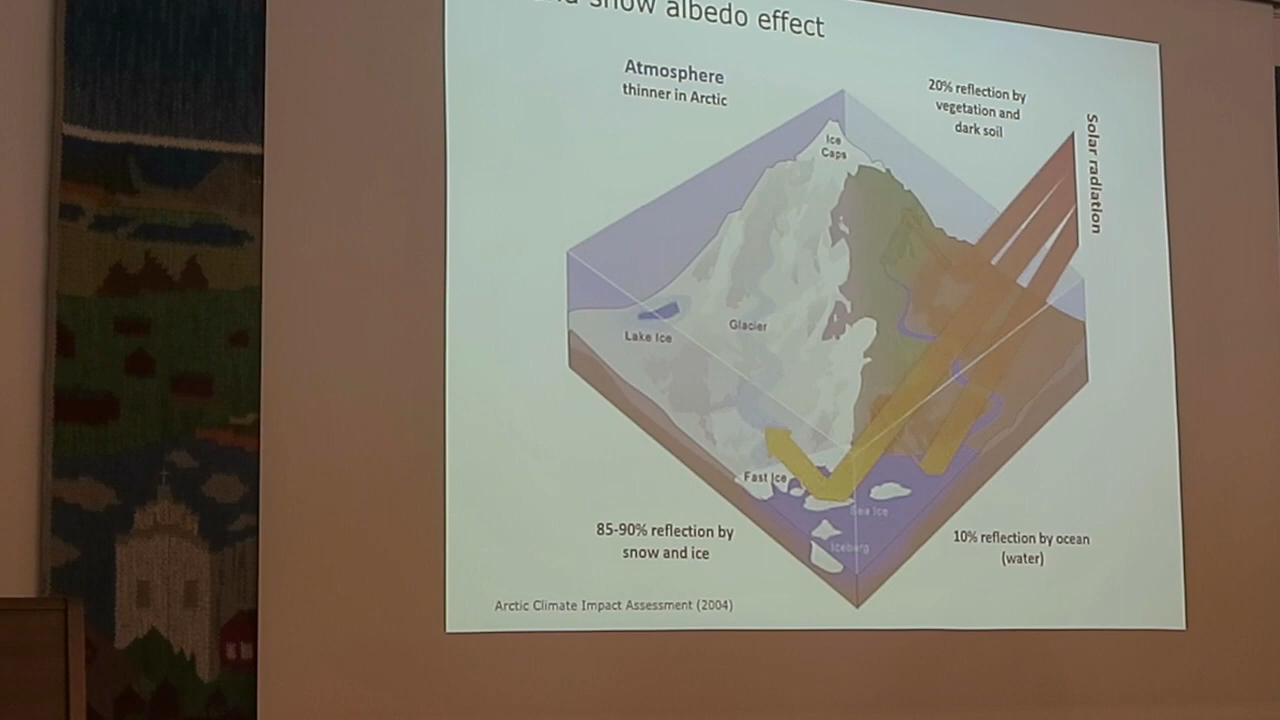 snow albedo effect
Atmosphere
thinner in Arctic
20% reflection by
vegetation and
dark soil
Solar radiation
Ice
Caps
Lake Ice
Glacier
Fast Ice
Sea Ice
Iceberg
85-90% reflection by
snow and ice
10% reflection by ocean
(water)
Arctic Climate Impact Assessment (2004)